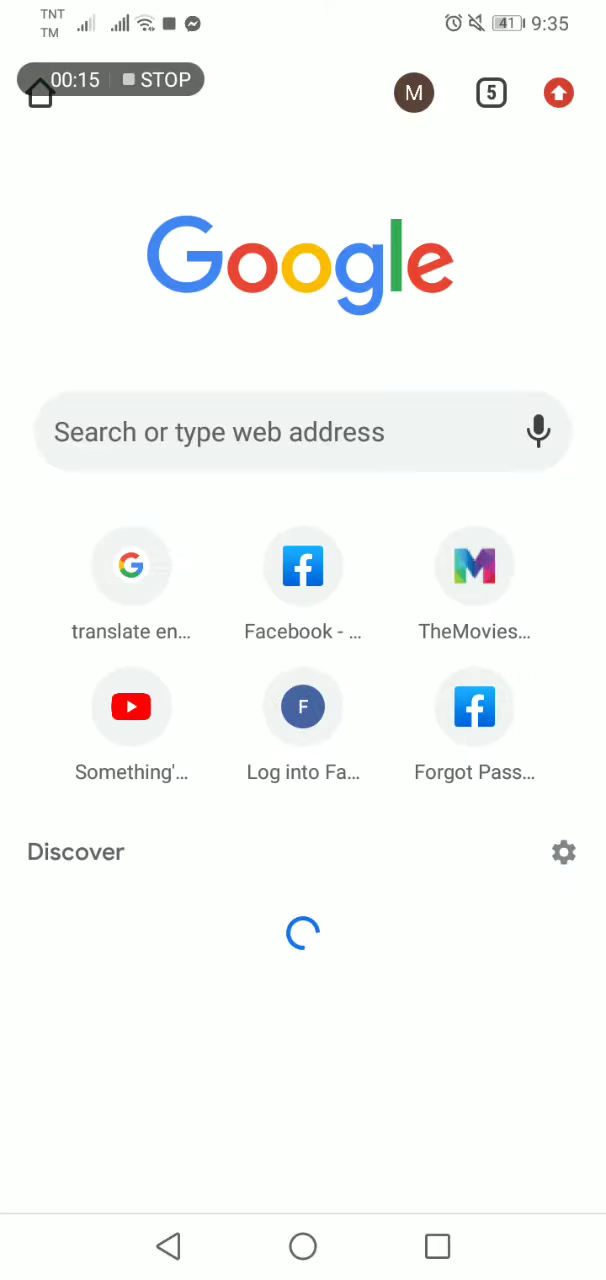 TNT
TM
41 9:35
00:15 STOP
M 5
Google
Search or type web address
translate en... Facebook - ... TheMovies...
F
Something'... Log into Fa... Forgot Pass...
Discover